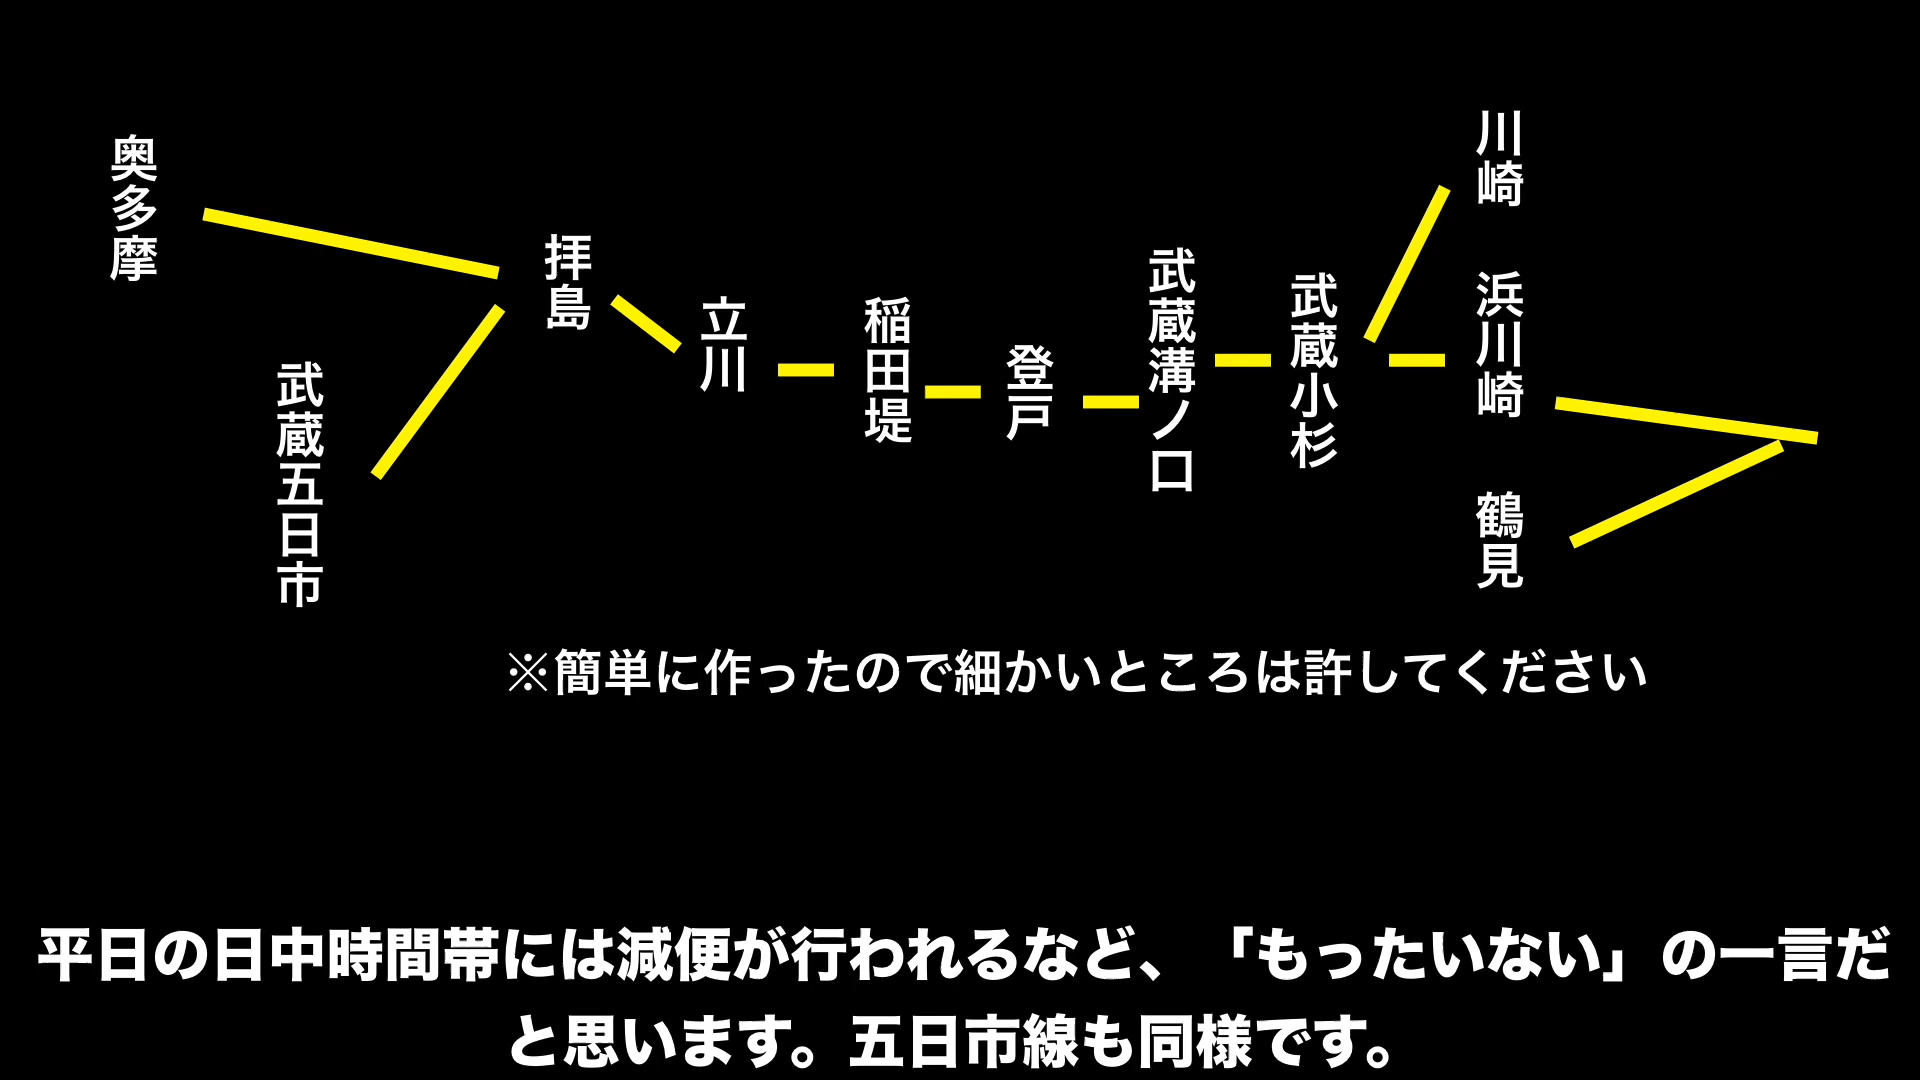 奥多摩
武蔵五日市
拝島
立川
稲田堤
登戸
武蔵溝ノ口
武蔵小杉
川崎
浜川崎
鶴見
※簡単に作ったので細かいところは許してください
平日の日中時間帯には減便が行われるなど、「もったいない」の一言だ
と思います。五日市線も同様です。